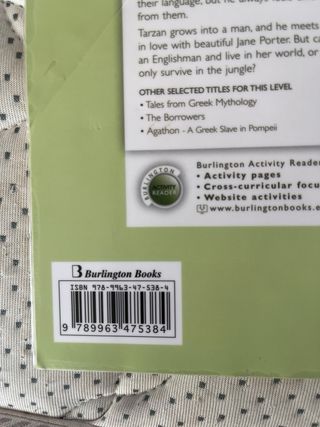 their language, but he always
from them.
Tarzan grows into a man, and he meets
in love with beautiful Jane Porter. But ca
an Englishman and live in her world, or
only survive in the jungle?
OTHER SELECTED TITLES FOR THIS LEVEL
• Tales from Greek Mythology
• The Borrowers
• Agathon - A Greek Slave in Pompeii
BURLINGTON
ACTIVITY
READER
Burlington Activity Reader
• Activity pages
• Cross-curricular focu
• Website activities
www.burlingtonbooks.e
B Burlington Books
ISBN 978-9963-47-538-4
9 789963 475384